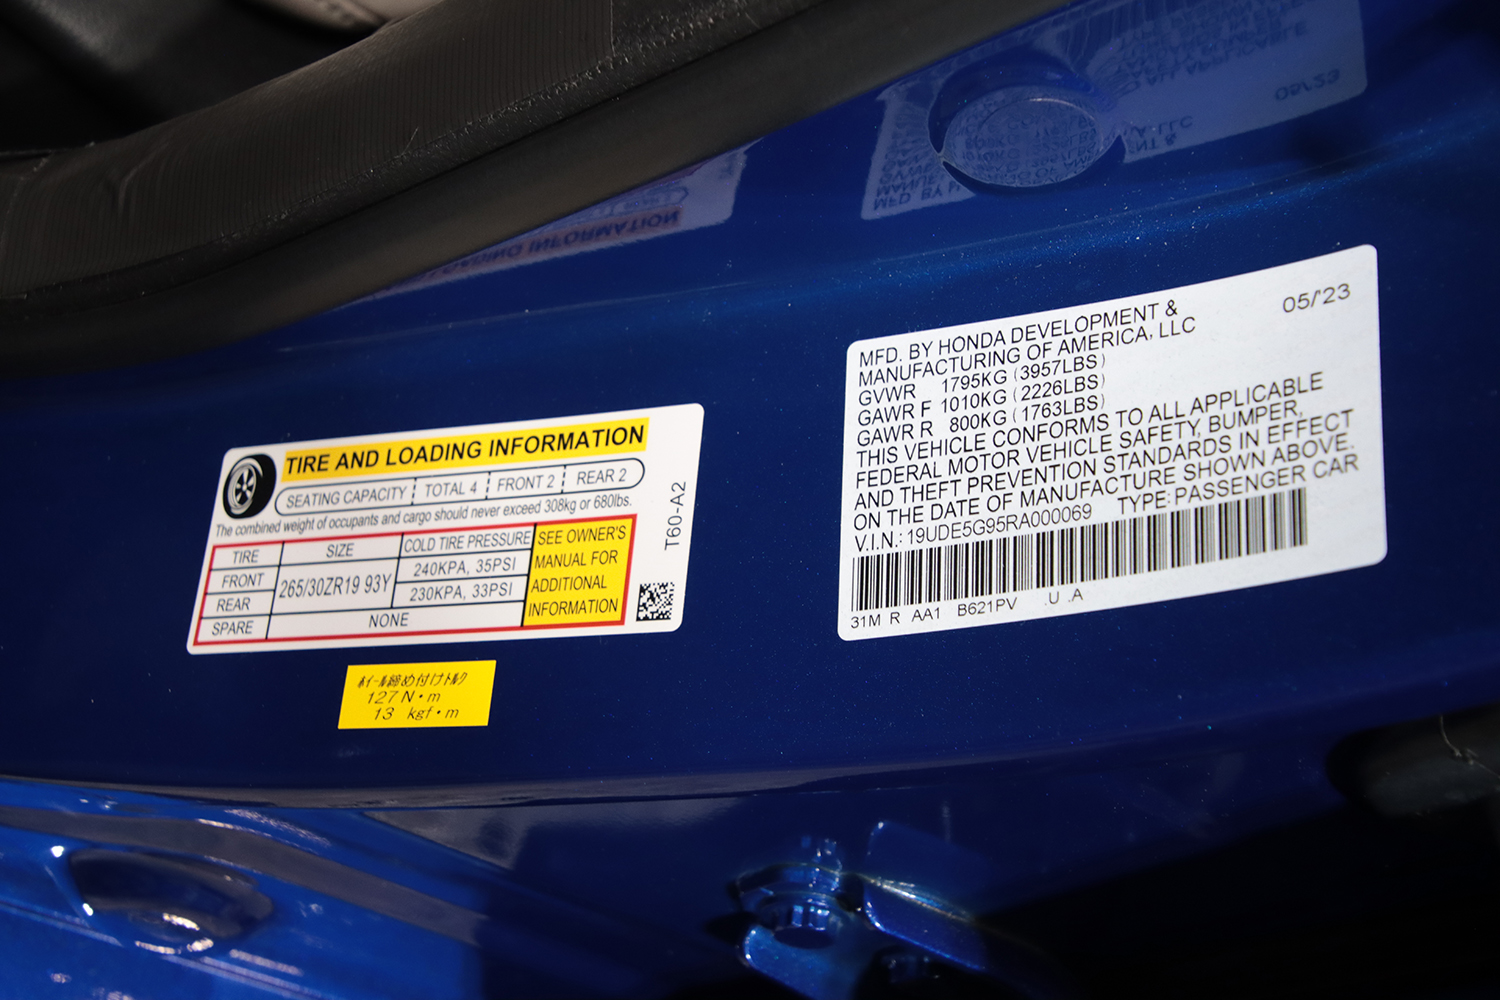 TIRE AND LOADING INFORMATION
SEATING CAPACITY TOTAL 4 FRONT 2 REAR 2
The combined weight of occupants and cargo should never exceed 308kg or 680lbs.
TIRE SIZE COLD TIRE PRESSURE
FRONT 265/30ZR19 93Y 240KPA, 35PSI
REAR 230KPA, 33PSI
SPARE NONE
SEE OWNER'S
MANUAL FOR
ADDITIONAL
INFORMATION
T60-A2
ホイール締め付けトルク
127 N・m
13 kgf・m
05/'23
MFD. BY HONDA DEVELOPMENT &
MANUFACTURING OF AMERICA, LLC
GVWR 1795KG (3957LBS)
GAWR F 1010KG (2226LBS)
GAWR R 800KG (1763LBS)
THIS VEHICLE CONFORMS TO ALL APPLICABLE
FEDERAL MOTOR VEHICLE SAFETY, BUMPER,
AND THEFT PREVENTION STANDARDS IN EFFECT
ON THE DATE OF MANUFACTURE SHOWN ABOVE.
V.I.N.: 19UDE5G95RA000069 TYPE: PASSENGER CAR
31M R AA1 B621PV .U .A